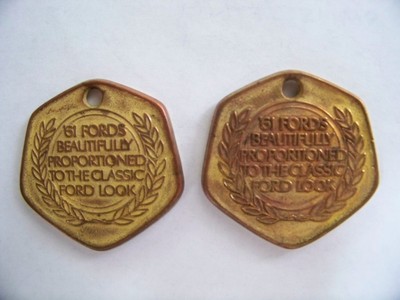 '61 FORDS
BEAUTIFULLY
PROPORTIONED
TO THE CLASSIC
FORD LOOK
'61 FORDS
BEAUTIFULLY
PROPORTIONED
TO THE CLASSIC
FORD LOOK